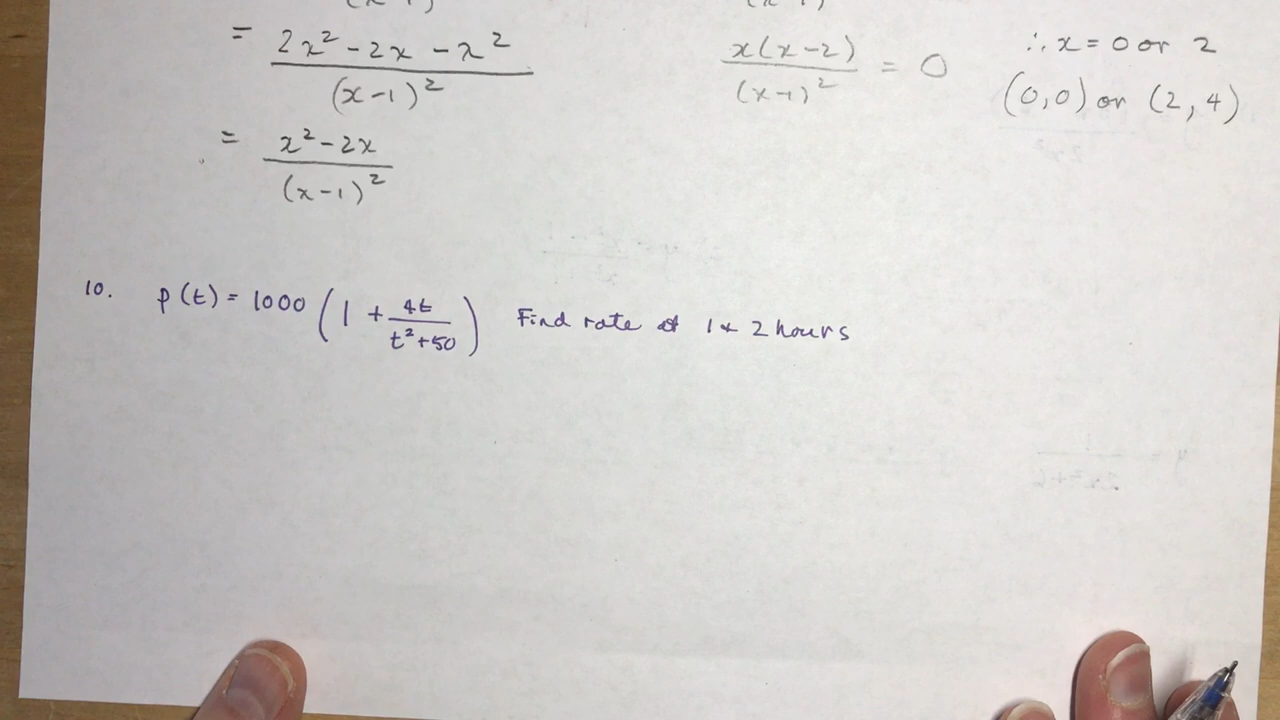 = (2x² - 2x - x²) / (x-1)²
x(x-2) / (x-1)² = 0
∴ x = 0 or 2
(0,0) or (2,4)
= (x² - 2x) / (x-1)²
10. p(t) = 1000 (1 + 4t / (t² + 50)) Find rate at 1 & 2 hours